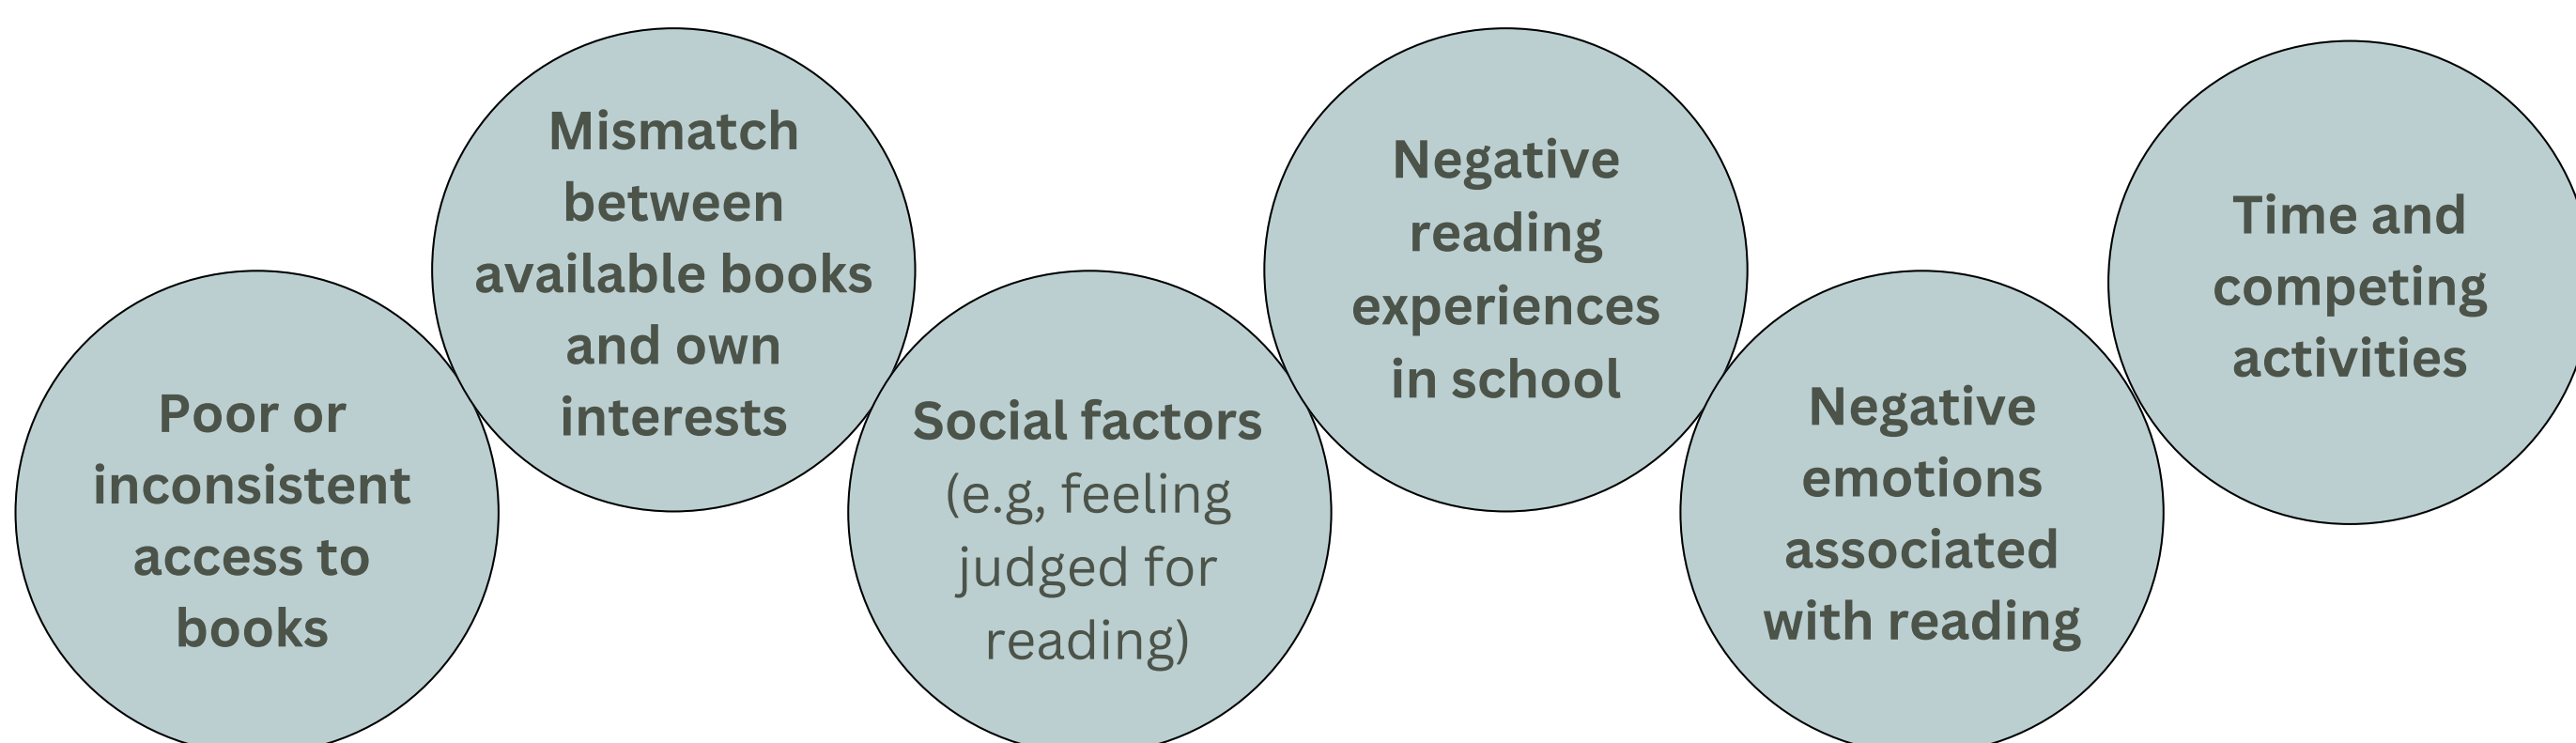 Poor or
inconsistent
access to
books
Mismatch
between
available books
and own
interests
Social factors
(e.g, feeling
judged for
reading)
Negative
reading
experiences
in school
Negative
emotions
associated
with reading
Time and
competing
activities